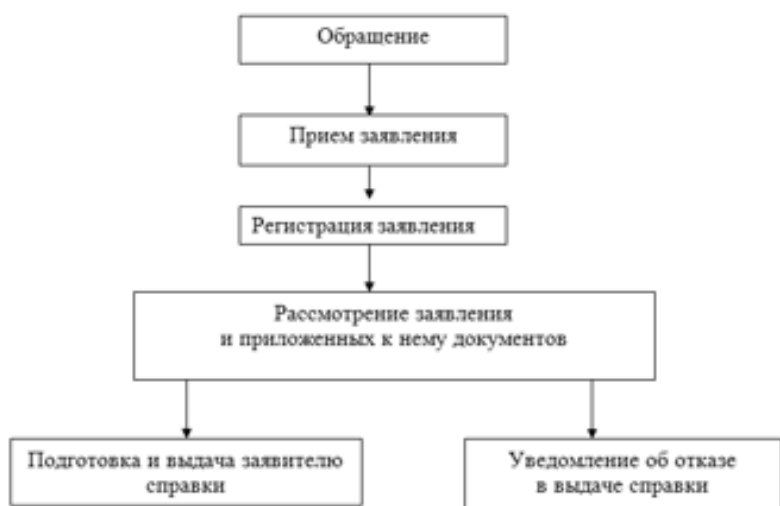 Обращение
Прием заявления
Регистрация заявления
Рассмотрение заявления
и приложенных к нему документов
Подготовка и выдача заявителю
справки
Уведомление об отказе
в выдаче справки